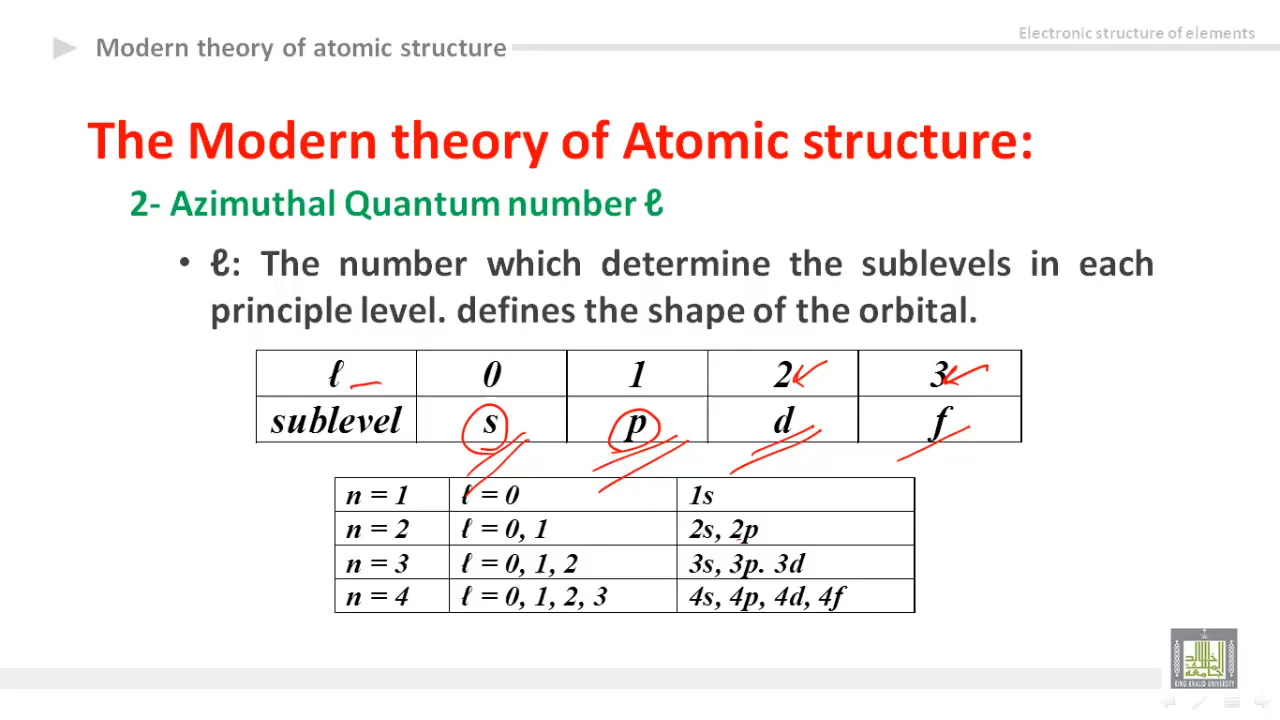 Modern theory of atomic structure
Electronic structure of elements
The Modern theory of Atomic structure:
2- Azimuthal Quantum number ℓ
• ℓ: The number which determine the sublevels in each
principle level. defines the shape of the orbital.
ℓ 0 1 2 3
sublevel s p d f
n = 1 ℓ = 0 1s
n = 2 ℓ = 0, 1 2s, 2p
n = 3 ℓ = 0, 1, 2 3s, 3p. 3d
n = 4 ℓ = 0, 1, 2, 3 4s, 4p, 4d, 4f
KING KHALID UNIVERSITY